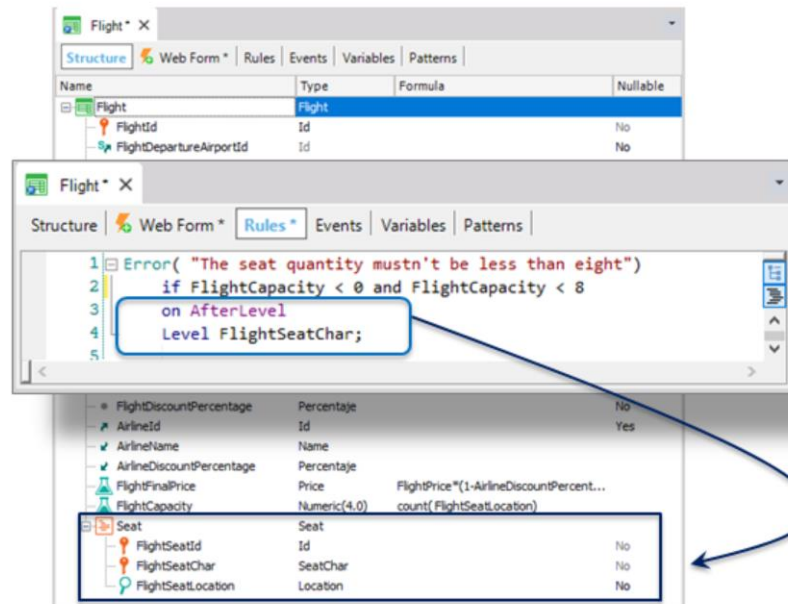 Flight * X
Structure Web Form * Rules Events Variables Patterns
Name Type Formula Nullable
Flight Flight
FlightId Id No
FlightDepartureAirportId Id No
Flight * X
Structure Web Form * Rules * Events Variables Patterns
1 Error( "The seat quantity mustn't be less than eight")
2 if FlightCapacity < 0 and FlightCapacity < 8
3 on AfterLevel
4 Level FlightSeatChar;
5
FlightDiscountPercentage Percentaje No
AirlineId Id Yes
AirlineName Name
AirlineDiscountPercentage Percentaje
FlightFinalPrice Price FlightPrice*(1-AirlineDiscountPercent...
FlightCapacity Numeric(4.0) count( FlightSeatLocation)
Seat Seat
FlightSeatId Id No
FlightSeatChar SeatChar No
FlightSeatLocation Location No